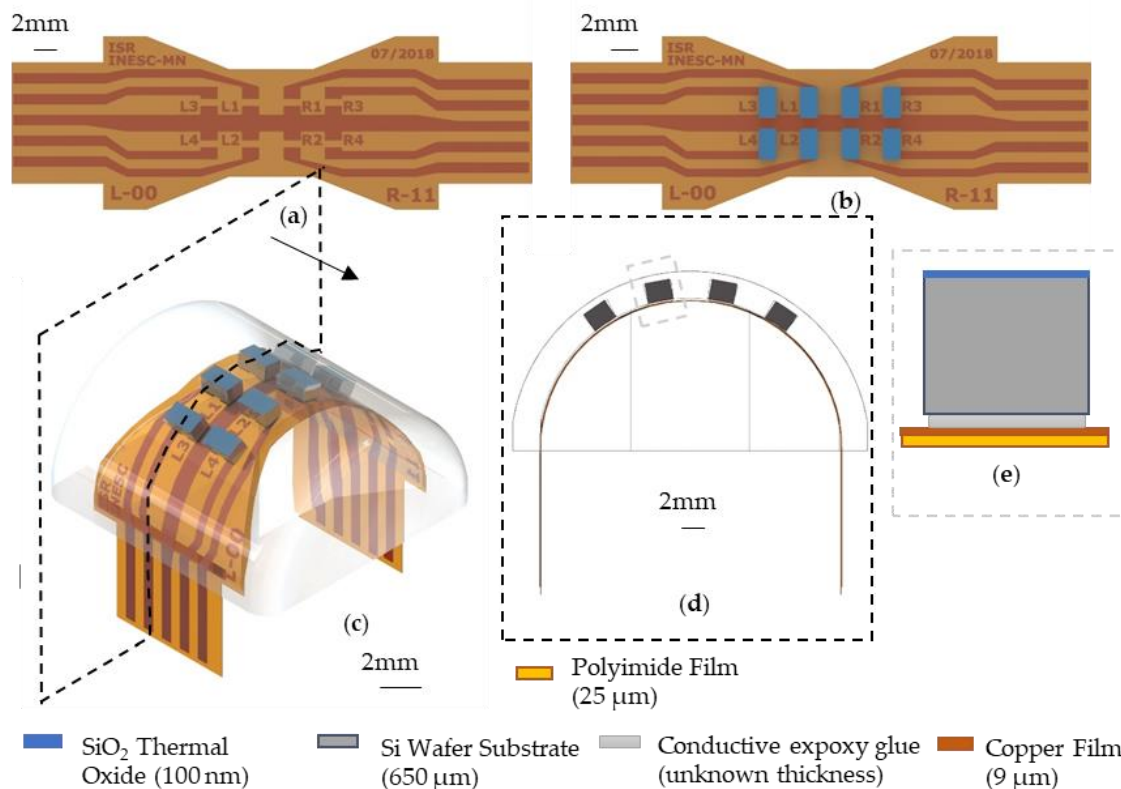 2mm
ISR
INESC-MN
07/2018
L3 L1 R1 R3
L4 L2 R2 R4
L-00 R-11
(a)
2mm
ISR
INESC-MN
07/2018
L3 L1 R1 R3
L4 L2 R2 R4
L-00 R-11
(b)
ISR
INESC-MN
L3
L4
L-00
(c)
2mm
2mm
(d)
(e)
Polyimide Film
(25 µm)
SiO2 Thermal
Oxide (100 nm)
Si Wafer Substrate
(650 µm)
Conductive expoxy glue
(unknown thickness)
Copper Film
(9 µm)